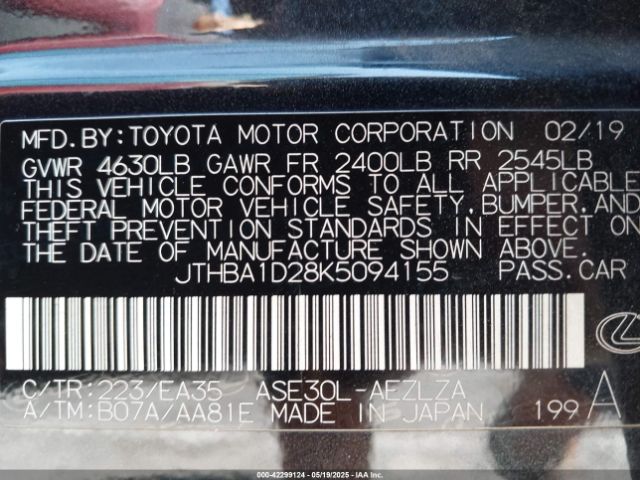 MFD.BY:TOYOTA MOTOR CORPORATION 02/19
GVWR 4630LB GAWR FR 2400LB RR 2545LB
THIS VEHICLE CONFORMS TO ALL APPLICABLE
FEDERAL MOTOR VEHICLE SAFETY,BUMPER,AND
THEFT PREVENTION STANDARDS IN EFFECT ON
THE DATE OF MANUFACTURE SHOWN ABOVE.
JTHBA1D28K5094155 PASS.CAR
C/TR:223/EA35 ASE30L-AEZLZA
A/TM:B07A/AA81E MADE IN JAPAN 199 A
000-42299124 - 05/19/2025 - IAAI.COM